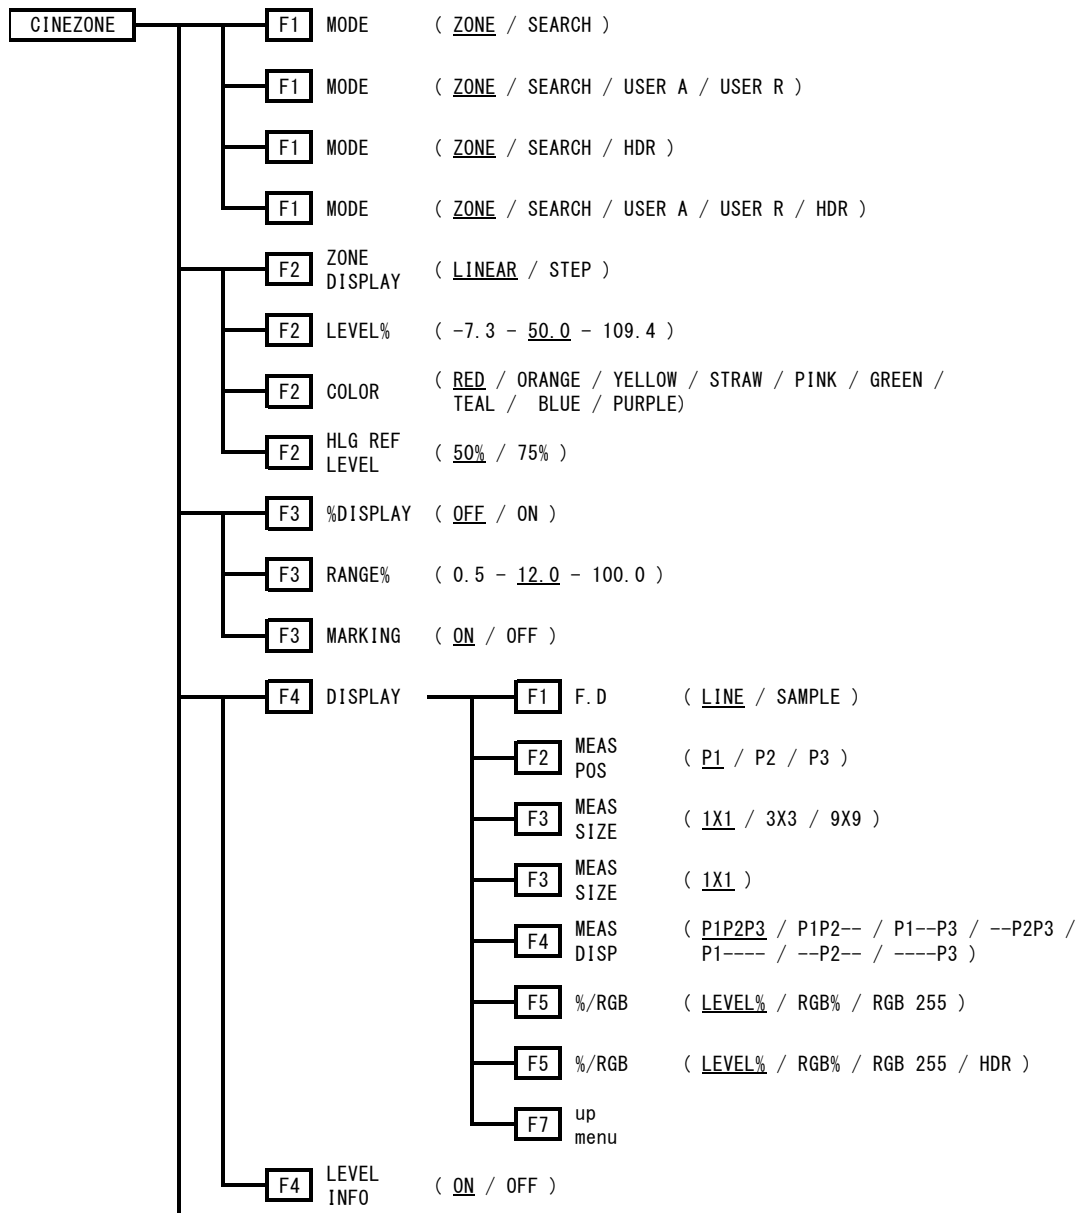 CINEZONE F1 MODE ( ZONE / SEARCH )
F1 MODE ( ZONE / SEARCH / USER A / USER R )
F1 MODE ( ZONE / SEARCH / HDR )
F1 MODE ( ZONE / SEARCH / USER A / USER R / HDR )
F2 ZONE DISPLAY ( LINEAR / STEP )
F2 LEVEL% ( -7.3 - 50.0 - 109.4 )
F2 COLOR ( RED / ORANGE / YELLOW / STRAW / PINK / GREEN /
TEAL / BLUE / PURPLE)
F2 HLG REF LEVEL ( 50% / 75% )
F3 %DISPLAY ( OFF / ON )
F3 RANGE% ( 0.5 - 12.0 - 100.0 )
F3 MARKING ( ON / OFF )
F4 DISPLAY F1 F.D ( LINE / SAMPLE )
F2 MEAS POS ( P1 / P2 / P3 )
F3 MEAS SIZE ( 1X1 / 3X3 / 9X9 )
F3 MEAS SIZE ( 1X1 )
F4 MEAS DISP ( P1P2P3 / P1P2-- / P1--P3 / --P2P3 /
P1---- / --P2-- / ----P3 )
F5 %/RGB ( LEVEL% / RGB% / RGB 255 )
F5 %/RGB ( LEVEL% / RGB% / RGB 255 / HDR )
F7 up menu
F4 LEVEL INFO ( ON / OFF )